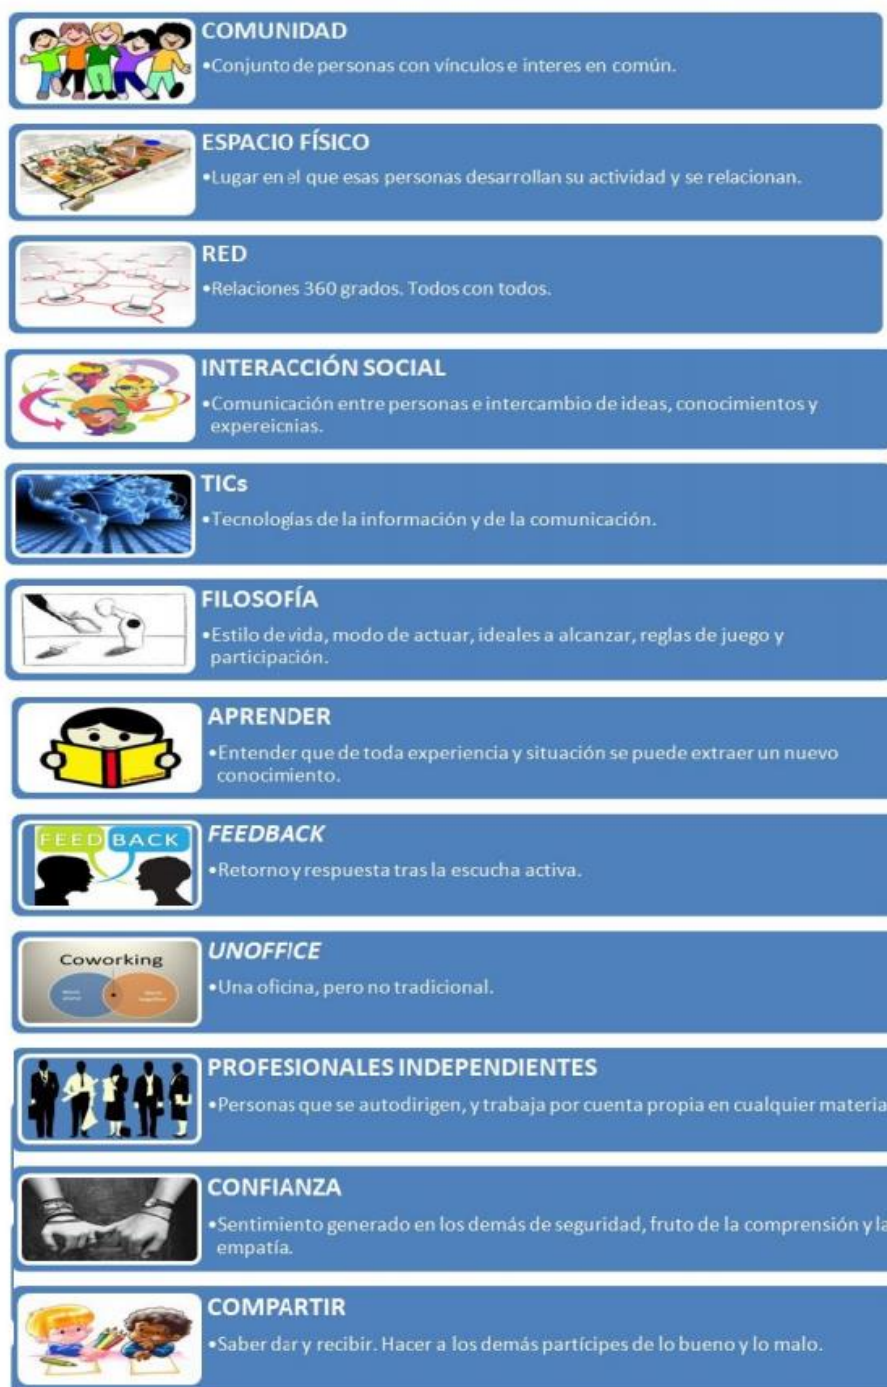 COMUNIDAD
•Conjunto de personas con vínculos e interes en común.
ESPACIO FÍSICO
•Lugar en el que esas personas desarrollan su actividad y se relacionan.
RED
•Relaciones 360 grados. Todos con todos.
INTERACCIÓN SOCIAL
•Comunicación entre personas e intercambio de ideas, conocimientos y
expereicnias.
TICs
•Tecnologías de la información y de la comunicación.
FILOSOFÍA
•Estilo de vida, modo de actuar, ideales a alcanzar, reglas de juego y
participación.
APRENDER
•Entender que de toda experiencia y situación se puede extraer un nuevo
conocimiento.
FEED BACK
FEEDBACK
•Retorno y respuesta tras la escucha activa.
Coworking
UNOFFICE
•Una oficina, pero no tradicional.
PROFESIONALES INDEPENDIENTES
•Personas que se autodirigen, y trabaja por cuenta propia en cualquier materia
CONFIANZA
•Sentimiento generado en los demás de seguridad, fruto de la comprensión y la
empatía.
COMPARTIR
•Saber dar y recibir. Hacer a los demás partícipes de lo bueno y lo malo.